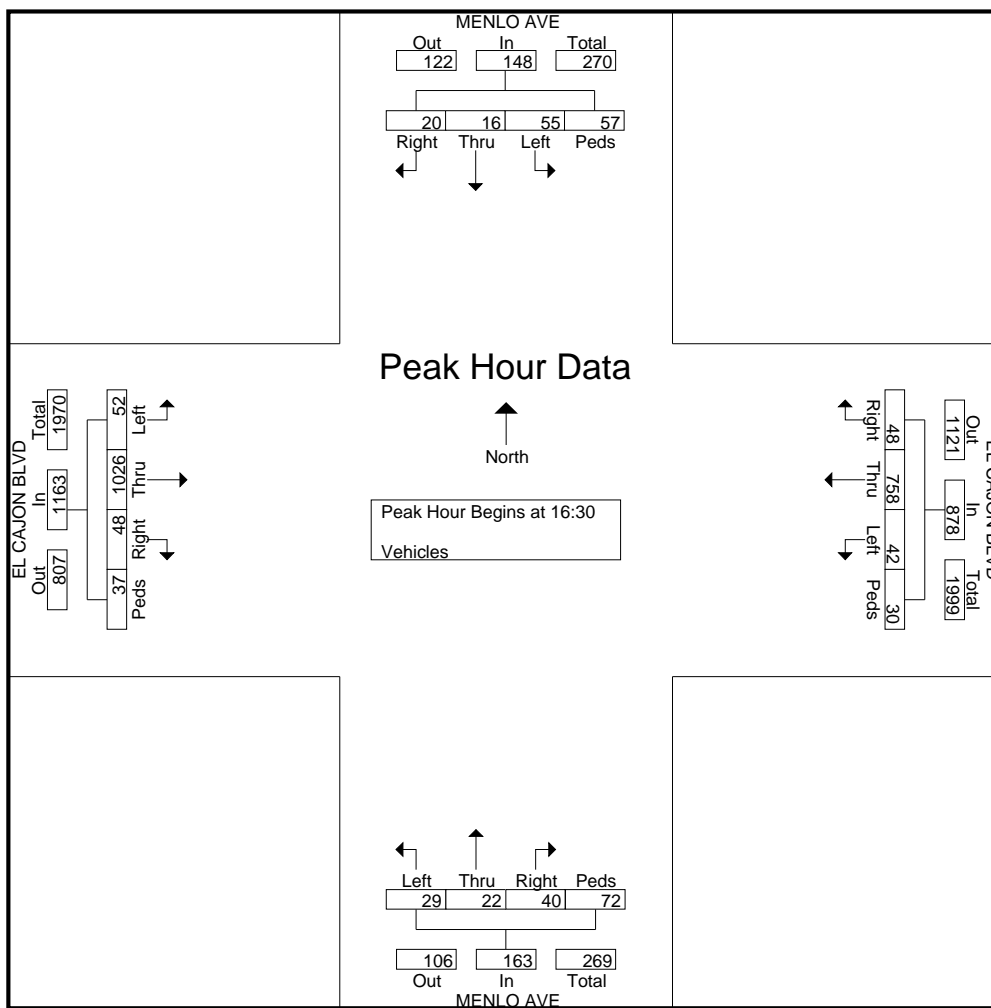 MENLO AVE
Out In Total
122 148 270
20 16 55 57
Right Thru Left Peds
Peak Hour Data
North
Peak Hour Begins at 16:30
Vehicles
EL CAJON BLVD
Total In Out
1970 1163 807
52 1026 48 37
Left Thru Right Peds
EL CAJON BLVD
Out In Total
1121 878 1999
48 758 42 30
Right Thru Left Peds
Left Thru Right Peds
29 22 40 72
106 163 269
Out In Total
MENLO AVE